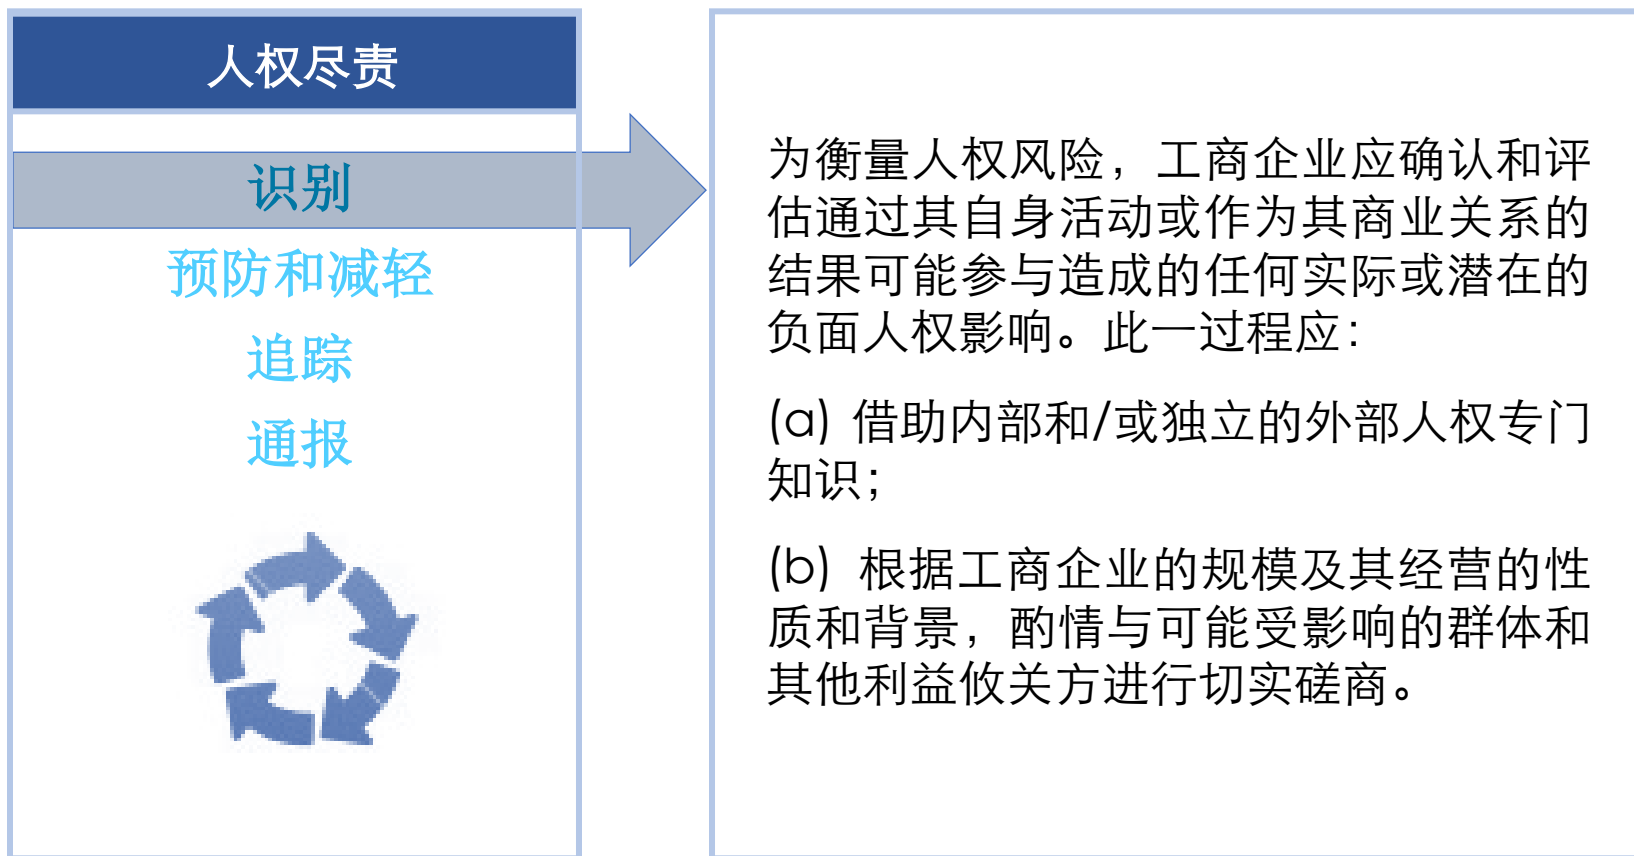 人权尽责
识别
预防和减轻
追踪
通报
为衡量人权风险，工商企业应确认和评
估通过其自身活动或作为其商业关系的
结果可能参与造成的任何实际或潜在的
负面人权影响。此一过程应：
(a) 借助内部和/或独立的外部人权专门
知识；
(b) 根据工商企业的规模及其经营的性
质和背景，酌情与可能受影响的群体和
其他利益攸关方进行切实磋商。